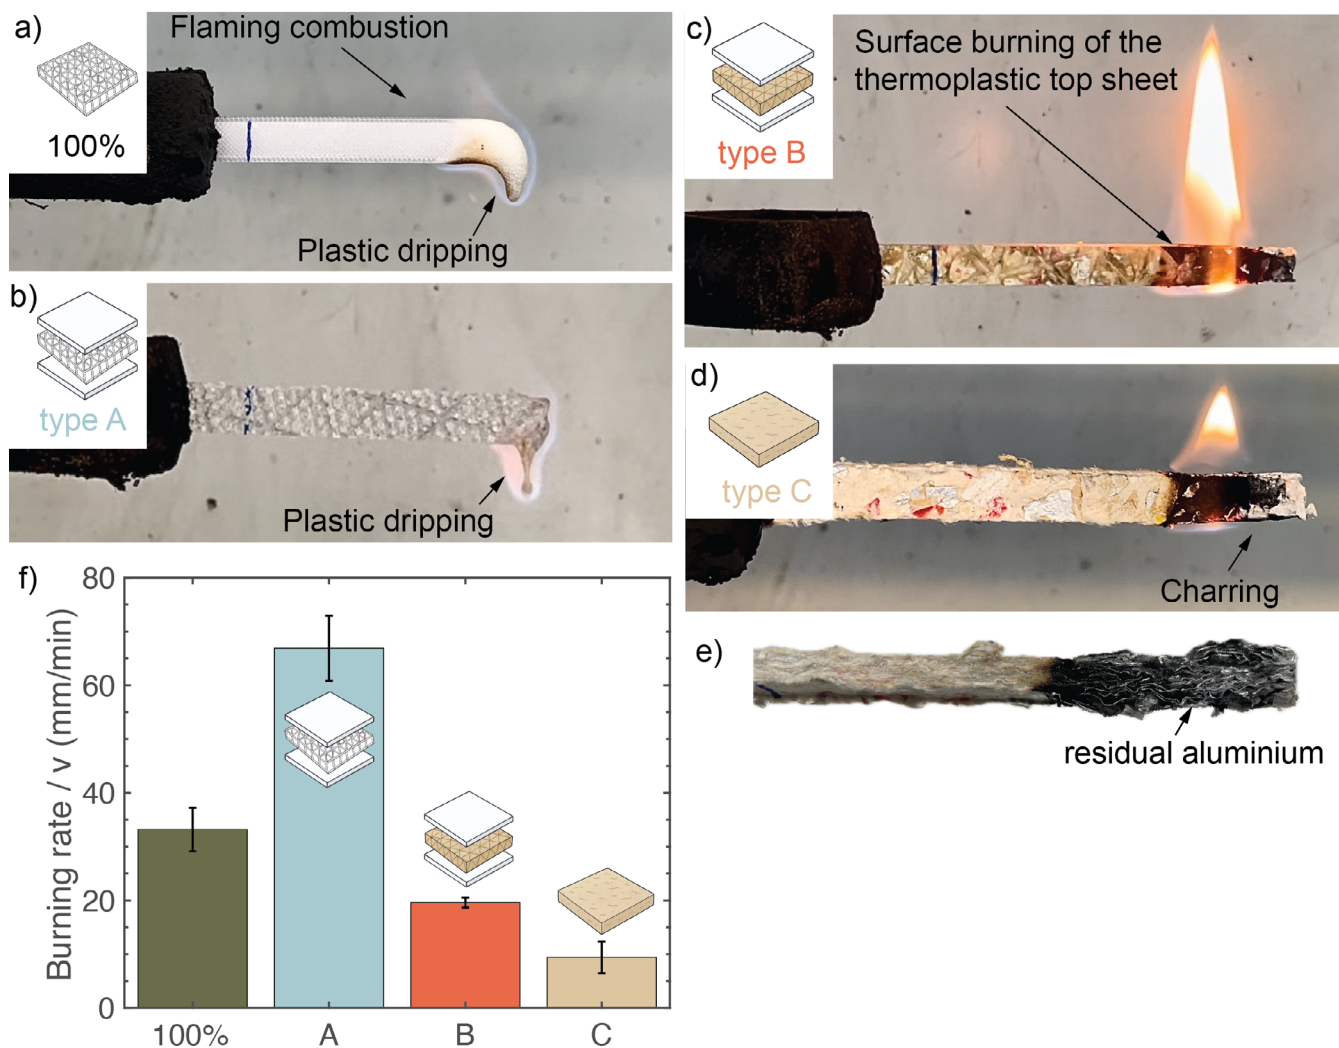 a)
Flaming combustion
100%
Plastic dripping
b)
type A
Plastic dripping
c)
Surface burning of the
thermoplastic top sheet
type B
d)
type C
Charring
e)
residual aluminium
f)
Burning rate / v (mm/min)
80
60
40
20
0
100%
A
B
C